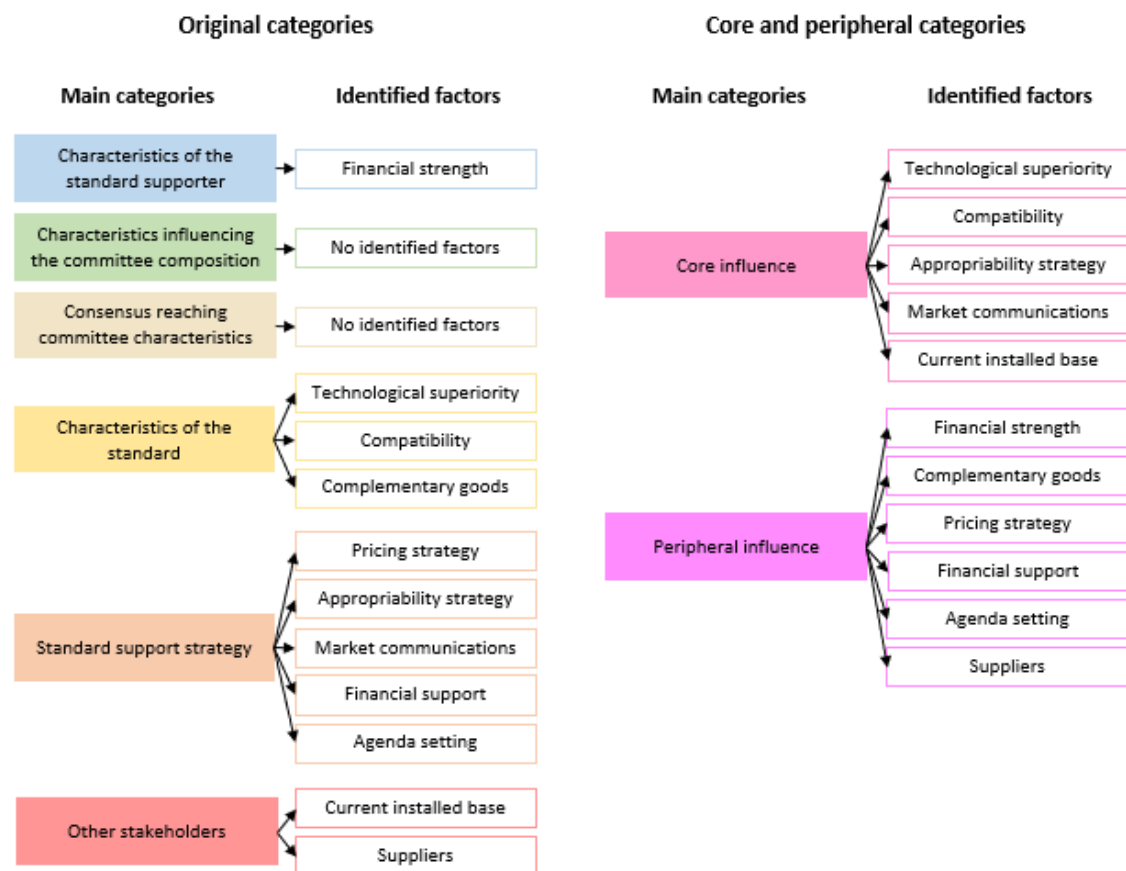 Original categories
Main categories
Identified factors
Characteristics of the
standard supporter
Financial strength
Characteristics influencing
the committee composition
No identified factors
Consensus reaching
committee characteristics
No identified factors
Characteristics of the
standard
Technological superiority
Compatibility
Complementary goods
Standard support strategy
Pricing strategy
Appropriability strategy
Market communications
Financial support
Agenda setting
Other stakeholders
Current installed base
Suppliers
Core and peripheral categories
Main categories
Identified factors
Core influence
Technological superiority
Compatibility
Appropriability strategy
Market communications
Current installed base
Peripheral influence
Financial strength
Complementary goods
Pricing strategy
Financial support
Agenda setting
Suppliers